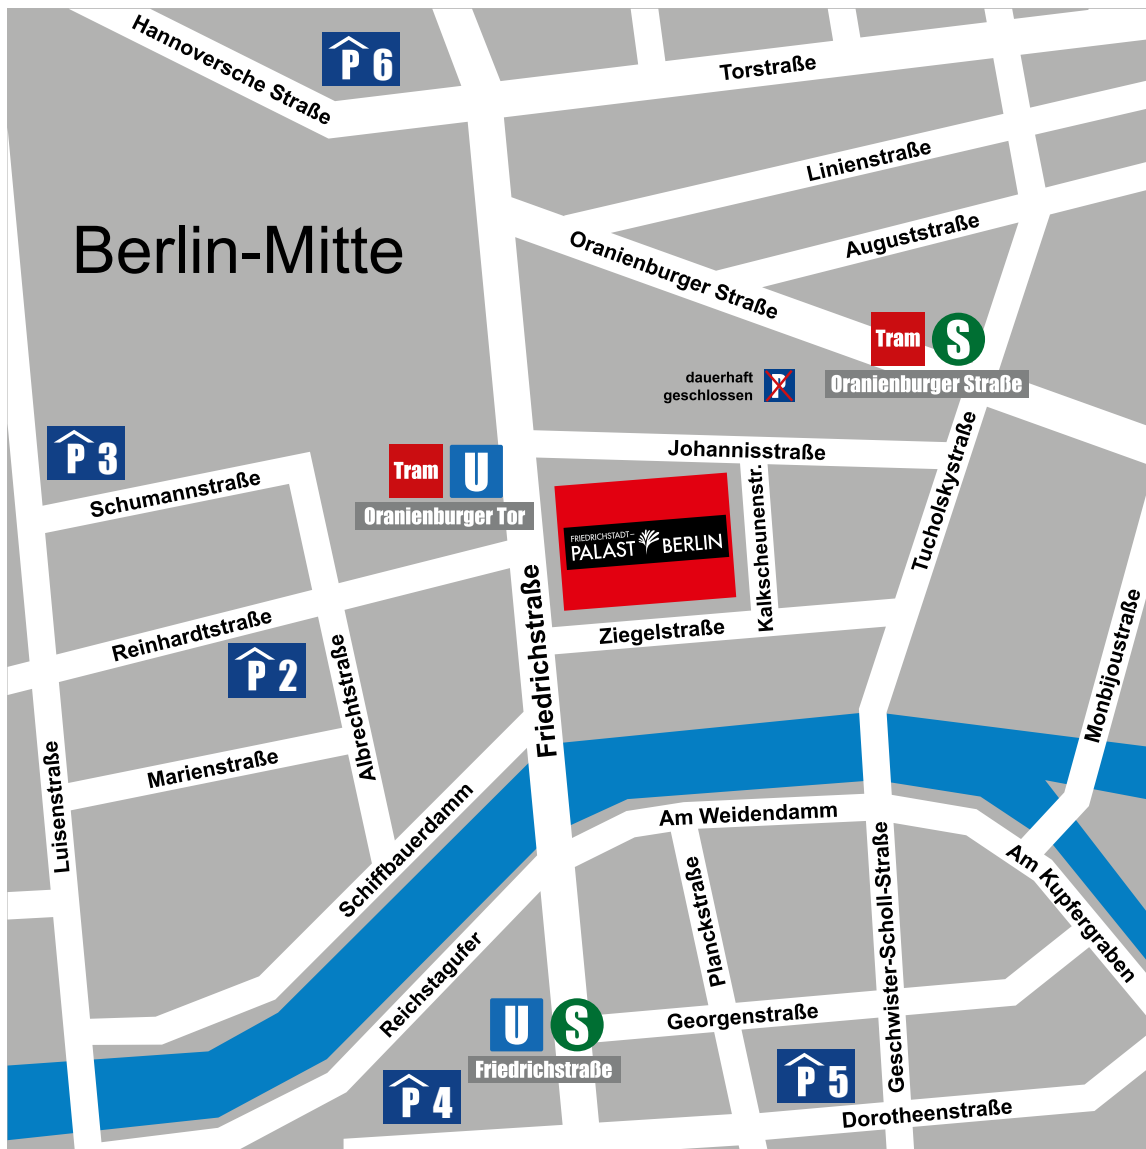 Hannoversche Straße
P 6
Torstraße
Linienstraße
Berlin-Mitte
Auguststraße
Oranienburger Straße
Tram S
Oranienburger Straße
dauerhaft
geschlossen
P
P 3
Schumannstraße
Tram U
Oranienburger Tor
Johannisstraße
Kalkscheunenstr.
Tucholskystraße
FRIEDRICHSTADT–
PALAST BERLIN
Reinhardtstraße
P 2
Friedrichstraße
Ziegelstraße
Albrechtstraße
Monbijoustraße
Marienstraße
Luisenstraße
Schiffbauerdamm
Am Weidendamm
Planckstraße
Geschwister-Scholl-Straße
Am Kupfergraben
Reichstagufer
U S
Friedrichstraße
Georgenstraße
P 4
P 5
Dorotheenstraße